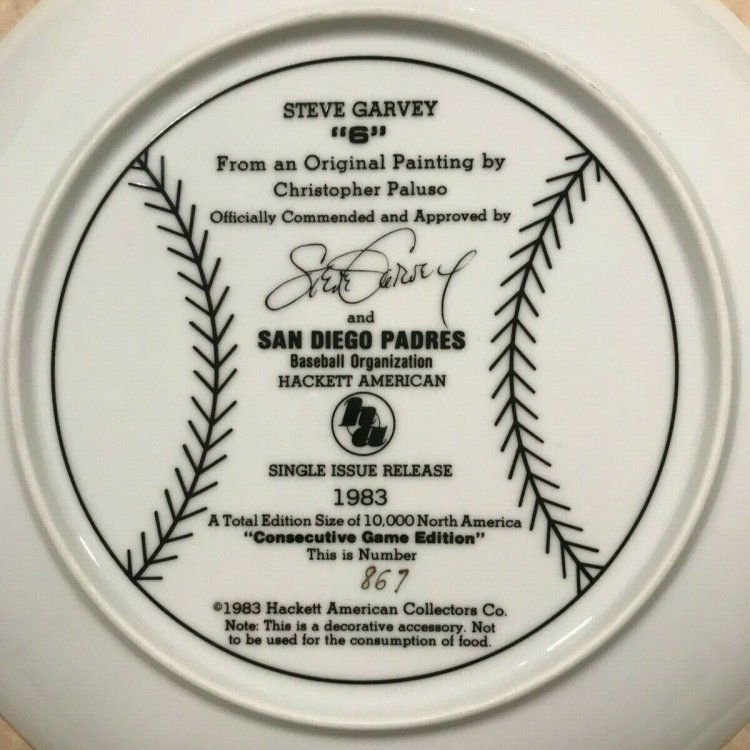 STEVE GARVEY
"6"
From an Original Painting by
Christopher Paluso
Officially Commended and Approved by
Steve Garvey
and
SAN DIEGO PADRES
Baseball Organization
HACKETT AMERICAN
ha
SINGLE ISSUE RELEASE
1983
A Total Edition Size of 10,000 North America
"Consecutive Game Edition"
This is Number
867
©1983 Hackett American Collectors Co.
Note: This is a decorative accessory. Not
to be used for the consumption of food.